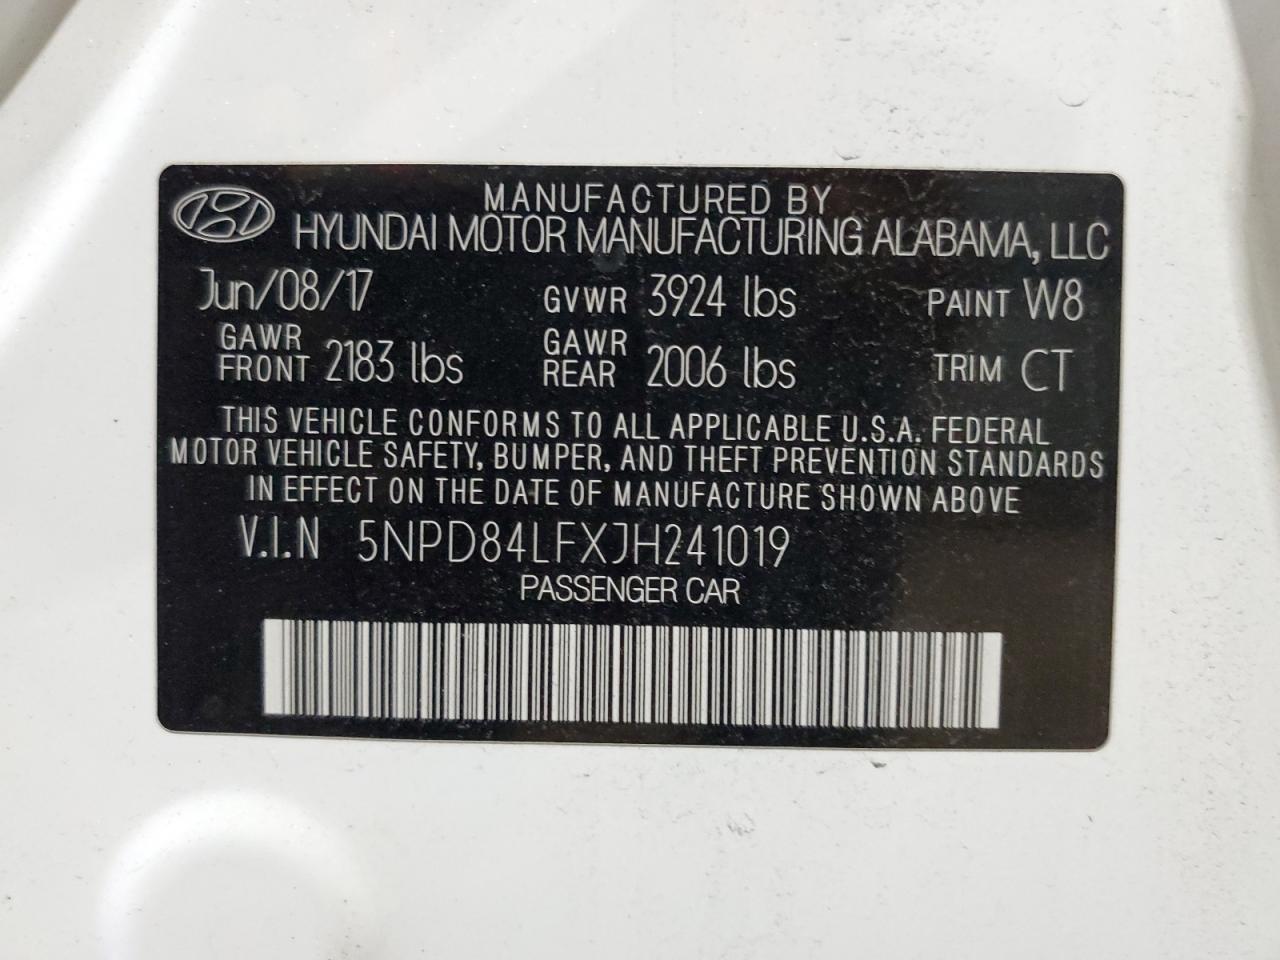 MANUFACTURED BY
HYUNDAI MOTOR MANUFACTURING ALABAMA, LLC
Jun/08/17 GVWR 3924 lbs PAINT W8
GAWR FRONT 2183 lbs GAWR REAR 2006 lbs TRIM CT
THIS VEHICLE CONFORMS TO ALL APPLICABLE U.S.A. FEDERAL
MOTOR VEHICLE SAFETY, BUMPER, AND THEFT PREVENTION STANDARDS
IN EFFECT ON THE DATE OF MANUFACTURE SHOWN ABOVE
V.I.N 5NPD84LFXJH241019
PASSENGER CAR